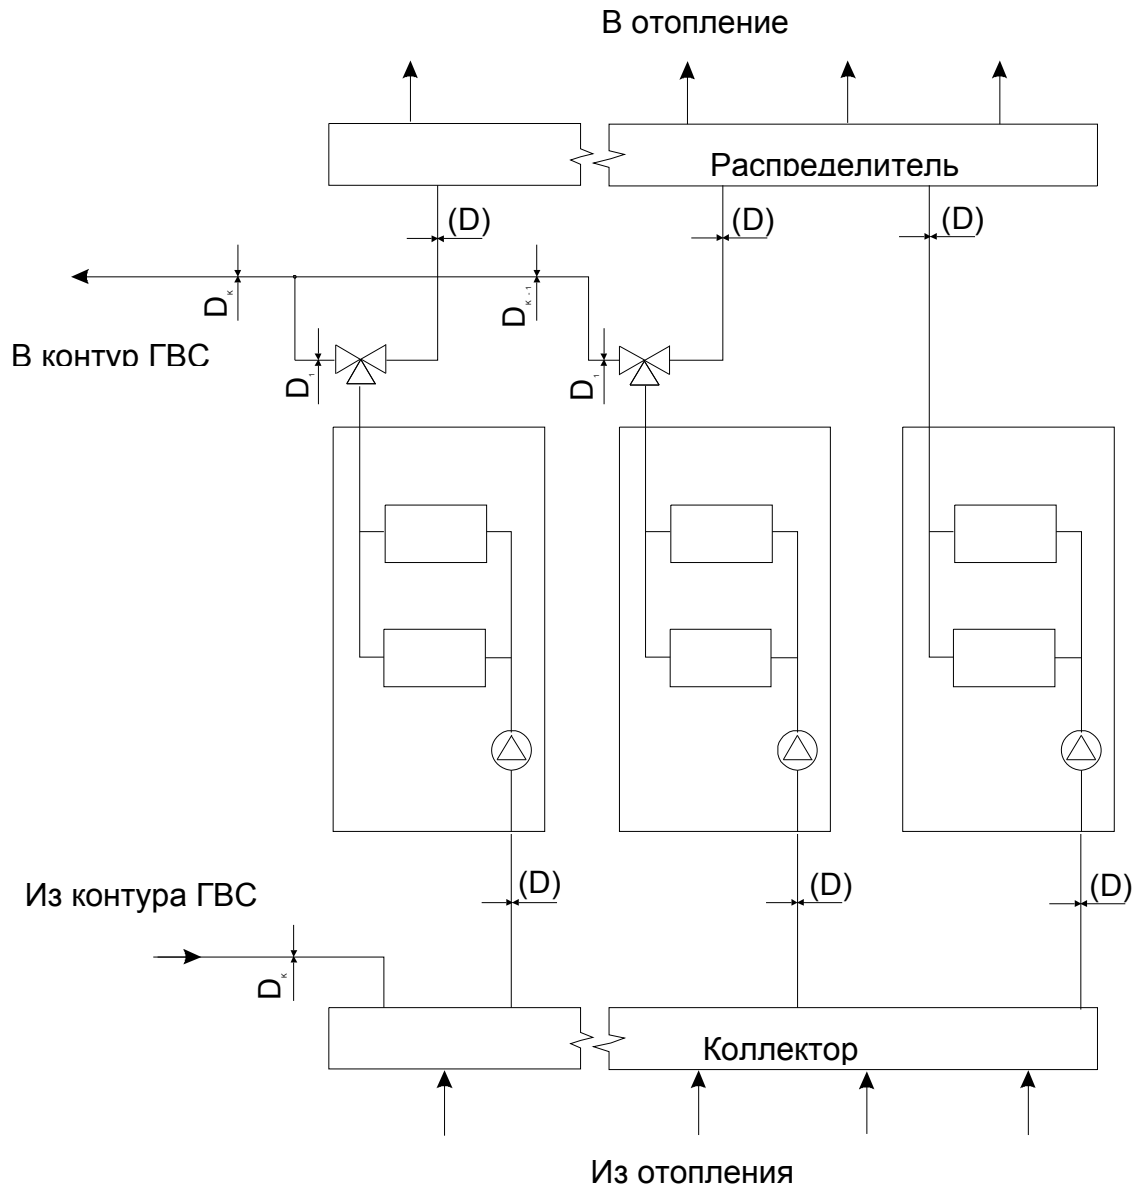 В отопление
Распределитель
(D)
(D)
(D)
Dк
Dк-1
В контур ГВС
D1
D1
(D)
(D)
(D)
Из контура ГВС
Dк
Коллектор
Из отопления